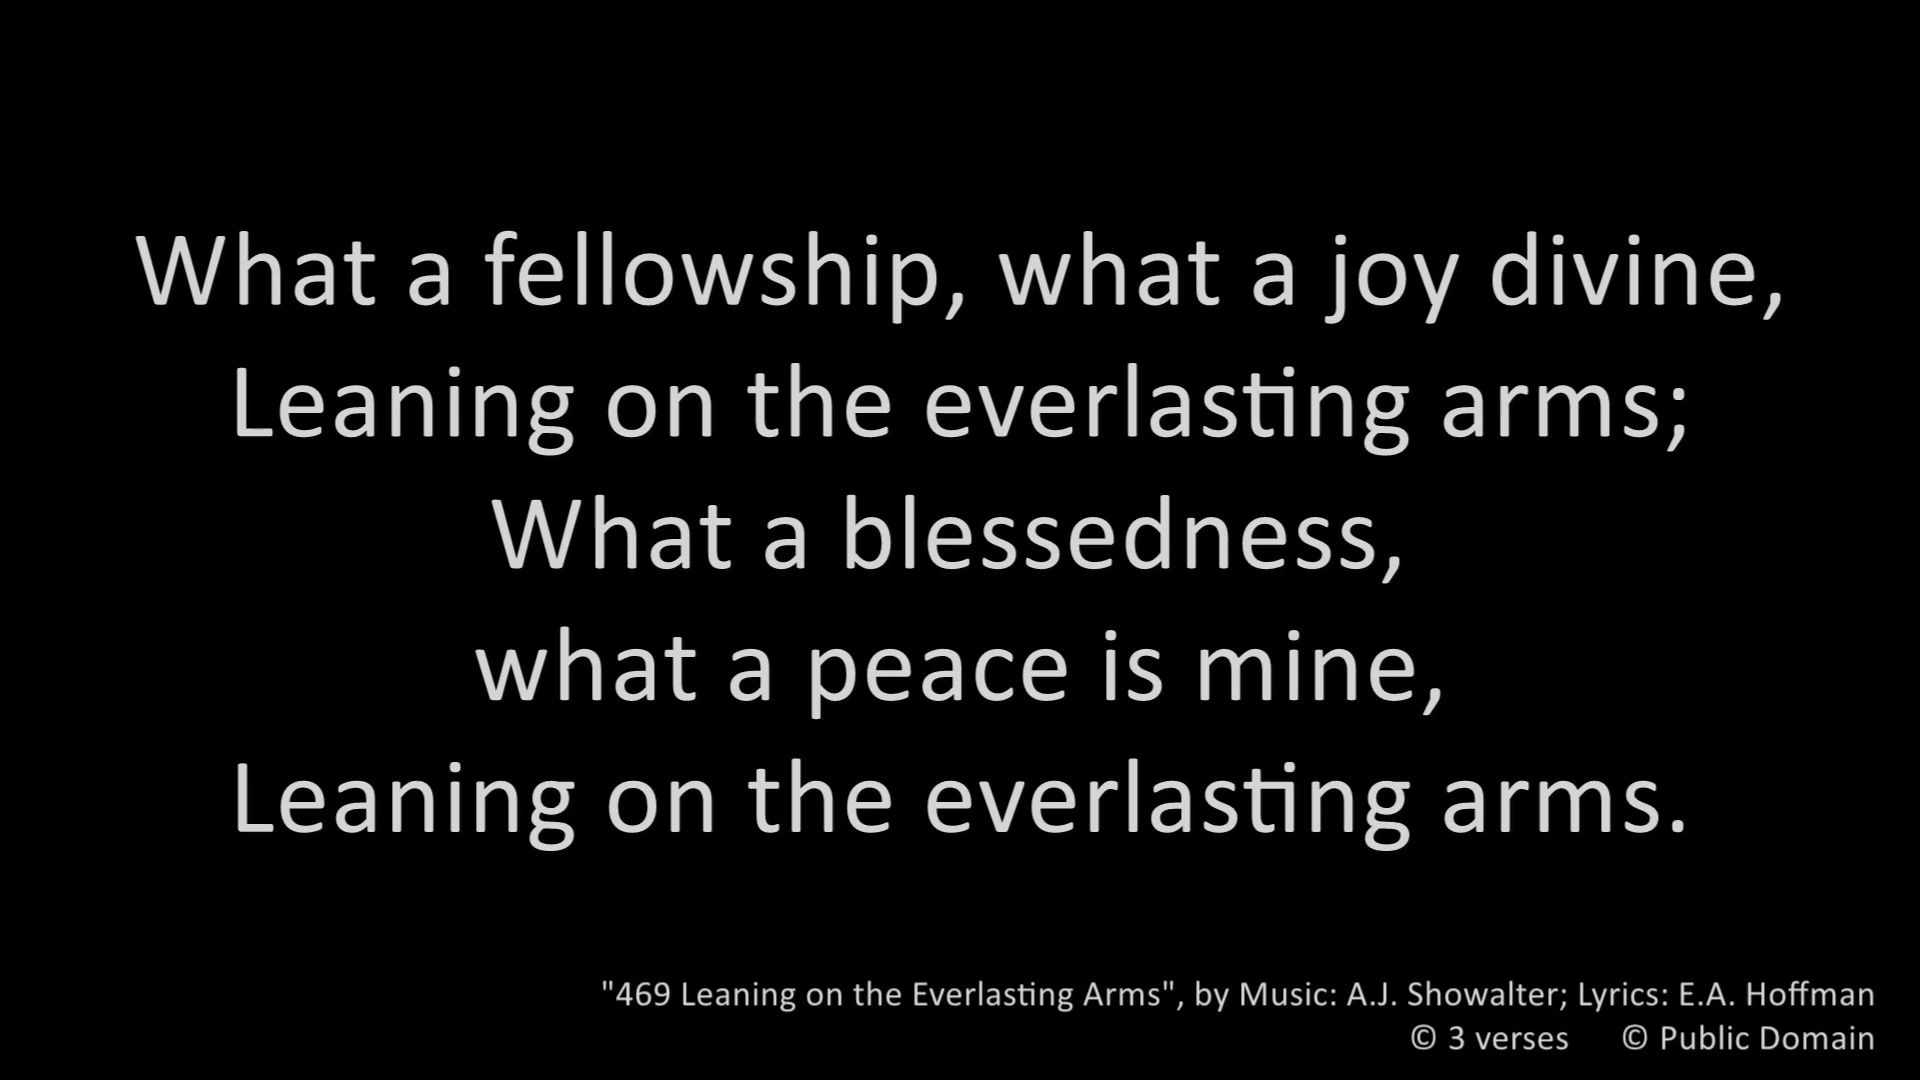 What a fellowship, what a joy divine,
Leaning on the everlasting arms;
What a blessedness,
what a peace is mine,
Leaning on the everlasting arms.
"469 Leaning on the Everlasting Arms", by Music: A.J. Showalter; Lyrics: E.A. Hoffman
© 3 verses © Public Domain